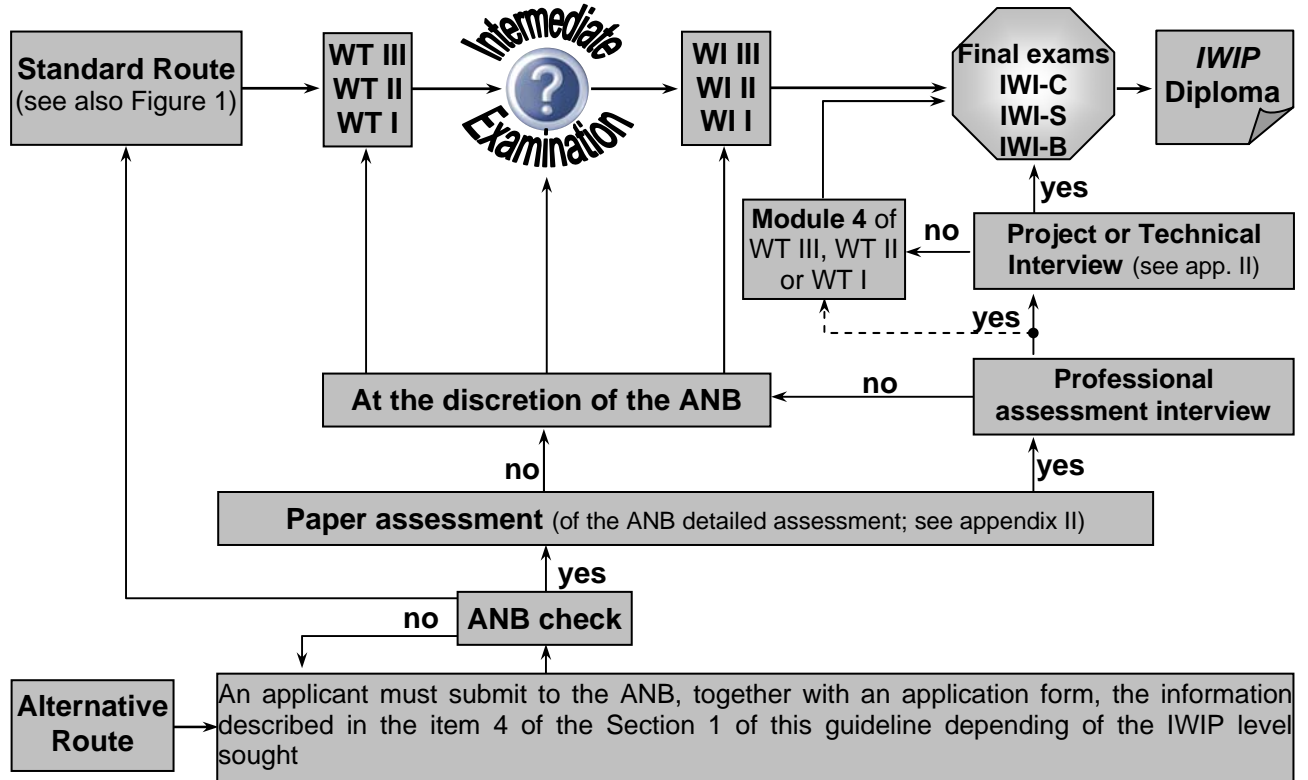 Standard Route
(see also Figure 1)
WT III
WT II
WT I
Intermediate
?
Examination
WI III
WI II
WI I
Final exams
IWI-C
IWI-S
IWI-B
IWIP
Diploma
yes
Module 4 of
WT III, WT II
or WT I
no
Project or Technical
Interview (see app. II)
yes
At the discretion of the ANB
no
Professional
assessment interview
no
yes
Paper assessment (of the ANB detailed assessment; see appendix II)
yes
no
ANB check
Alternative
Route
An applicant must submit to the ANB, together with an application form, the information
described in the item 4 of the Section 1 of this guideline depending of the IWIP level
sought